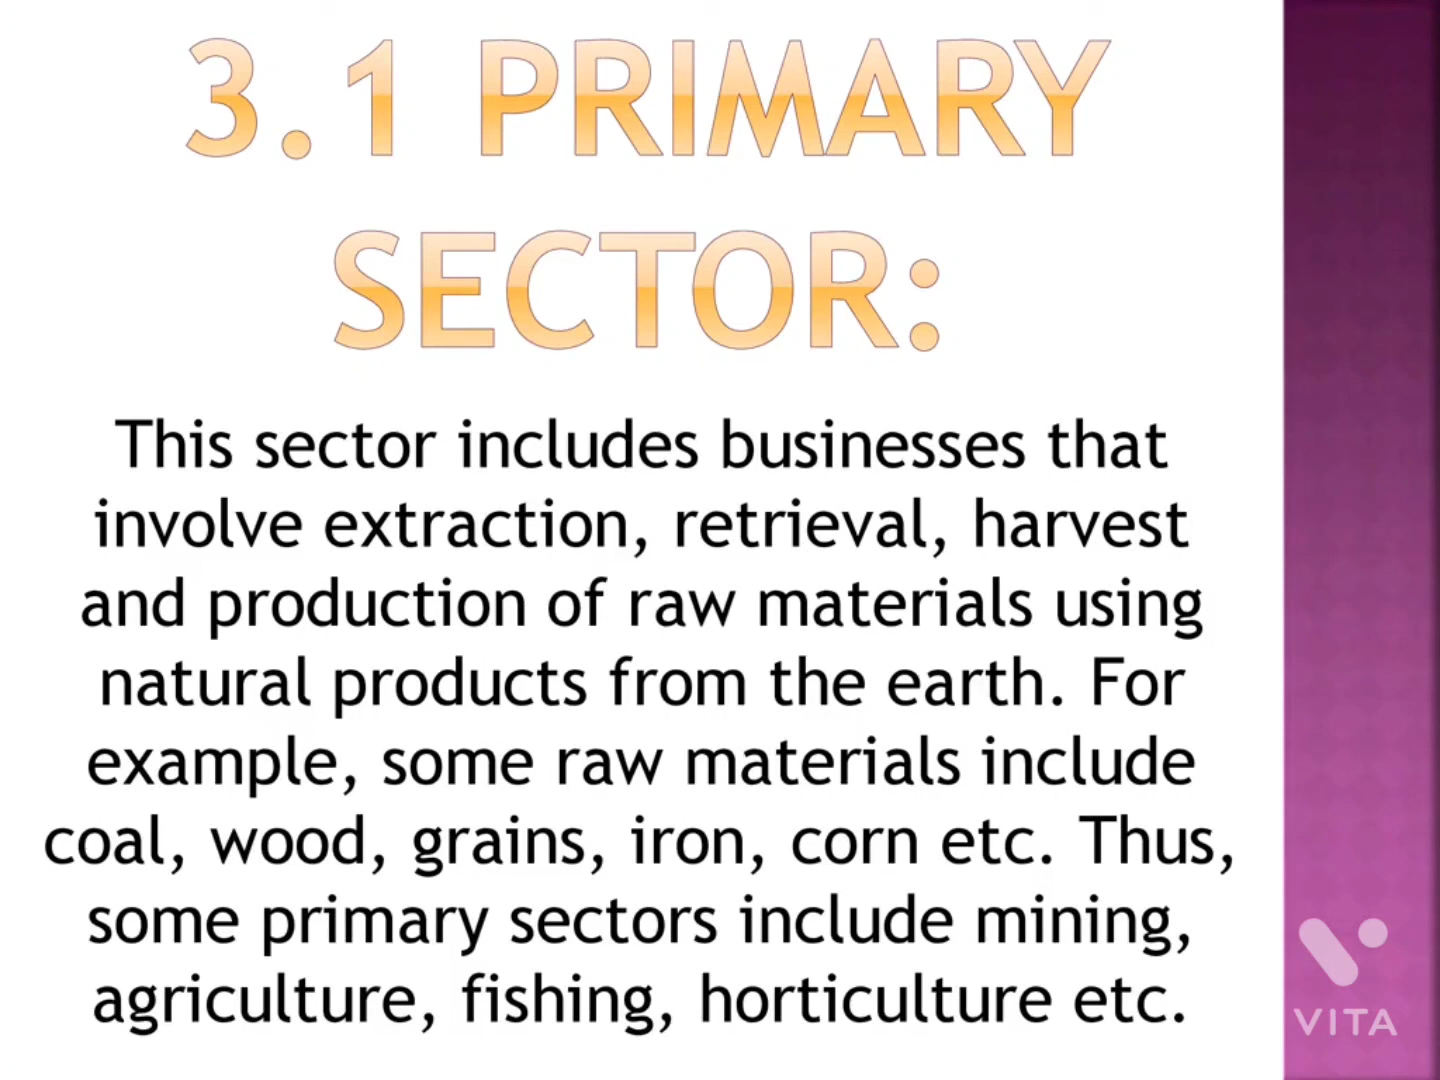 3.1 PRIMARY
SECTOR:
This sector includes businesses that
involve extraction, retrieval, harvest
and production of raw materials using
natural products from the earth. For
example, some raw materials include
coal, wood, grains, iron, corn etc. Thus,
some primary sectors include mining,
agriculture, fishing, horticulture etc.
VITA